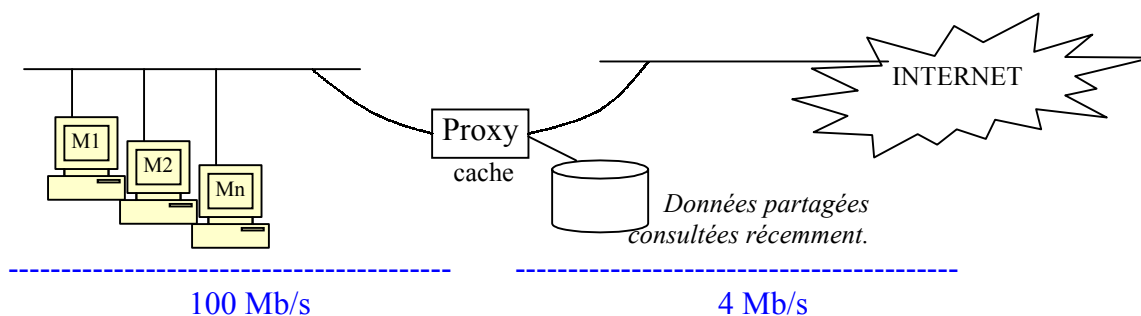 INTERNET
M1
M2
Mn
Proxy
cache
Données partagées
consultées récemment.
100 Mb/s
4 Mb/s